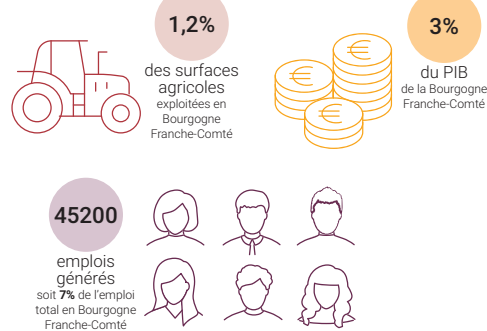 1,2%
des surfaces
agricoles
exploitées en
Bourgogne
Franche-Comté
3%
du PIB
de la Bourgogne
Franche-Comté
45200
emplois
générés
soit 7% de l'emploi
total en Bourgogne
Franche-Comté